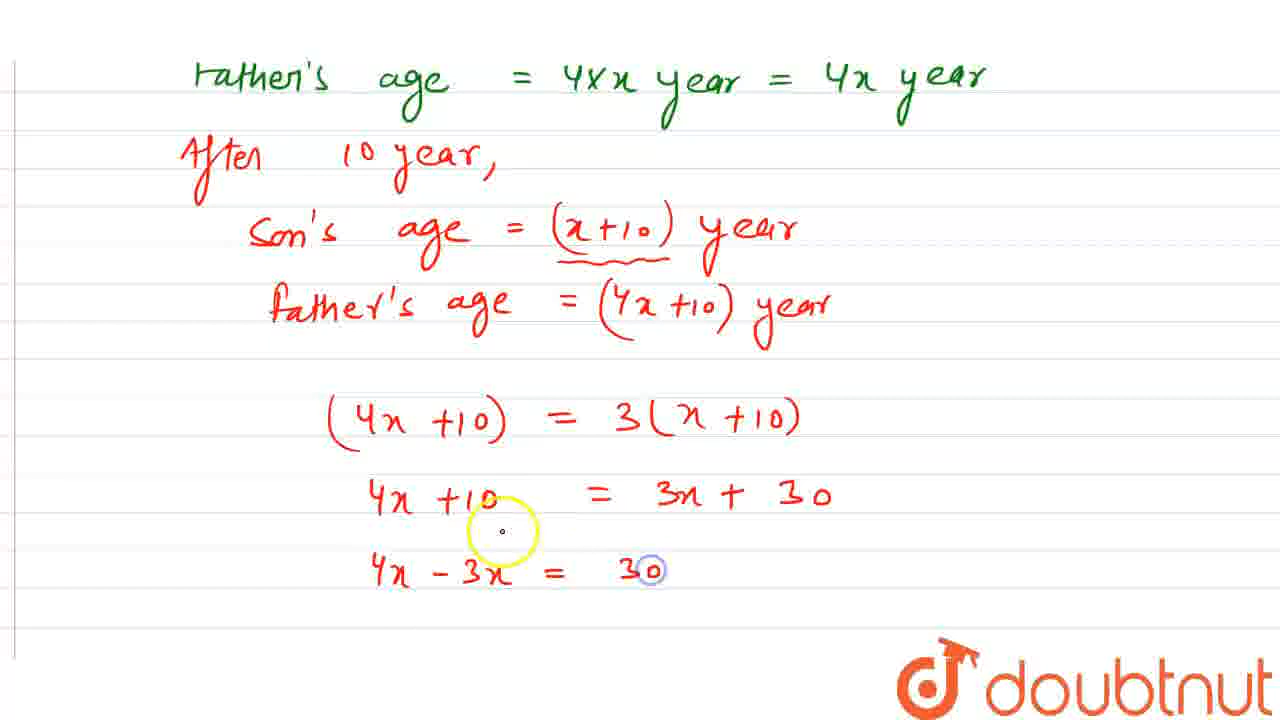 Father's age = 4×x year = 4x year
After 10 year,
Son's age = (x+10) year
father's age = (4x+10) year
(4x+10) = 3(x+10)
4x+10 = 3x+30
4x-3x = 30
doubtnut